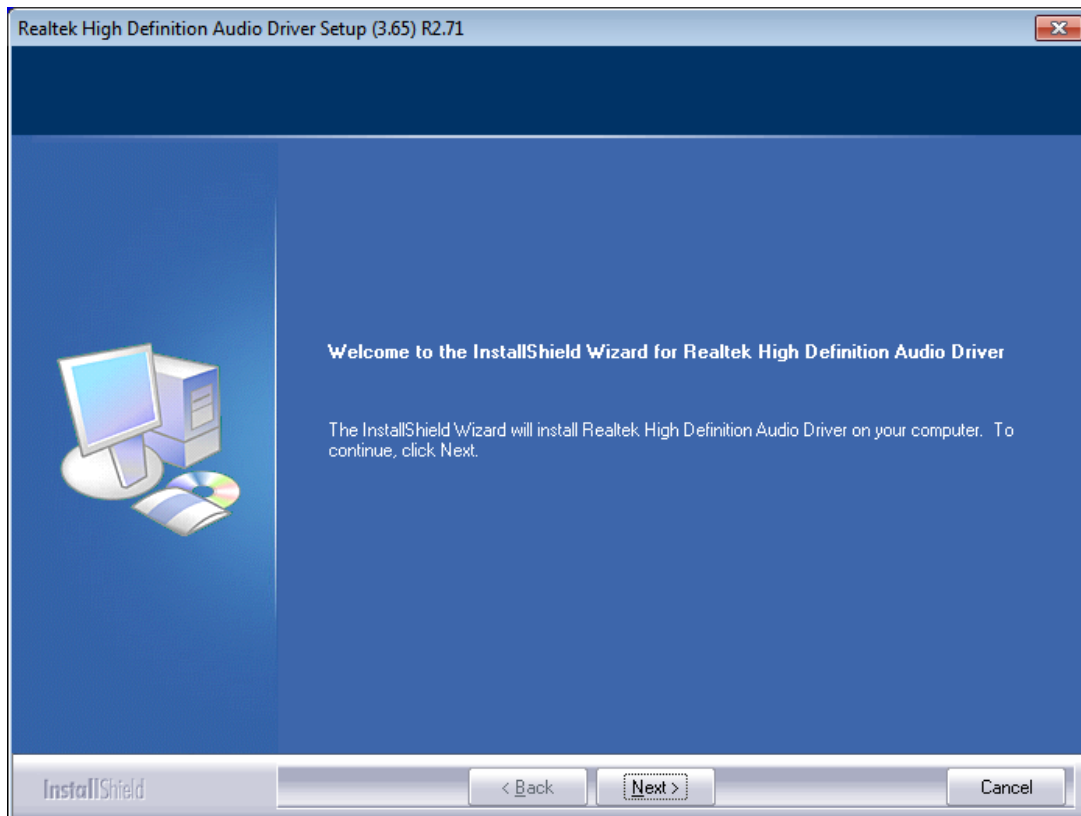 Realtek High Definition Audio Driver Setup (3.65) R2.71
Welcome to the InstallShield Wizard for Realtek High Definition Audio Driver
The InstallShield Wizard will install Realtek High Definition Audio Driver on your computer. To
continue, click Next.
InstallShield
< Back
Next >
Cancel